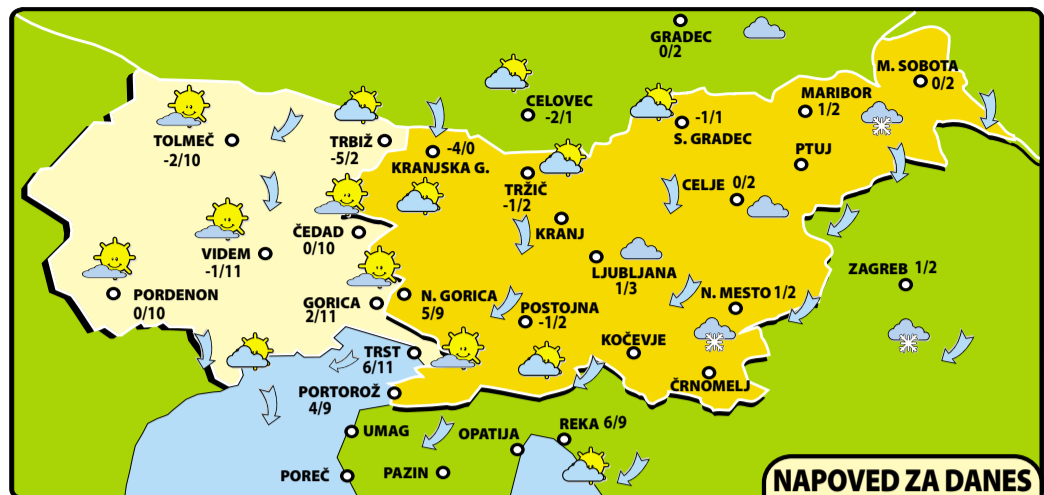 GRADEC
0/2
M. SOBOTA
0/2
MARIBOR
1/2
CELOVEC
-2/1
-1/1
S. GRADEC
TOLMEČ
-2/10
TRBIŽ
-5/2
-4/0
KRANJSKA G.
PTUJ
TRŽIČ
-1/2
CELJE 0/2
KRANJ
ČEDAD
0/10
VIDEM
-1/11
LJUBLJANA
1/3
ZAGREB 1/2
PORDENON
0/10
GORICA
2/11
N. GORICA
5/9
POSTOJNA
-1/2
N. MESTO 1/2
KOČEVJE
TRST
6/11
ČRNOMELJ
PORTOROŽ
4/9
UMAG
OPATIJA
REKA 6/9
POREČ
PAZIN
NAPOVED ZA DANES